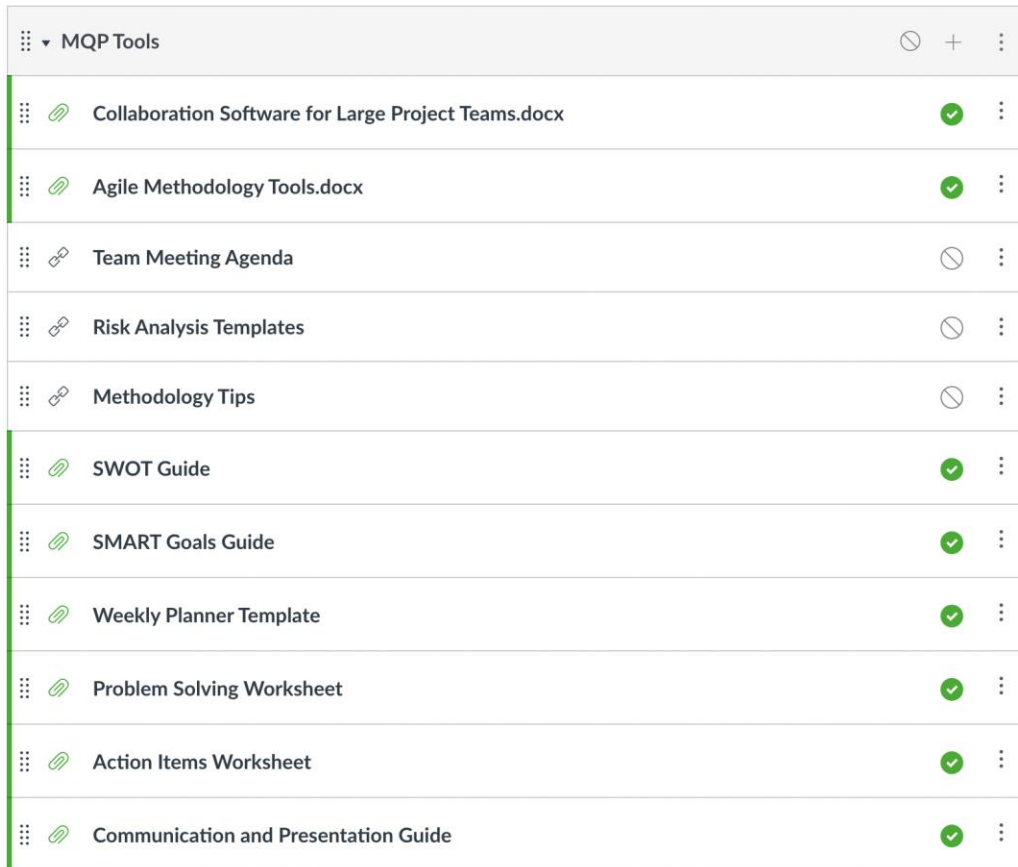 MQP Tools
Collaboration Software for Large Project Teams.docx
Agile Methodology Tools.docx
Team Meeting Agenda
Risk Analysis Templates
Methodology Tips
SWOT Guide
SMART Goals Guide
Weekly Planner Template
Problem Solving Worksheet
Action Items Worksheet
Communication and Presentation Guide